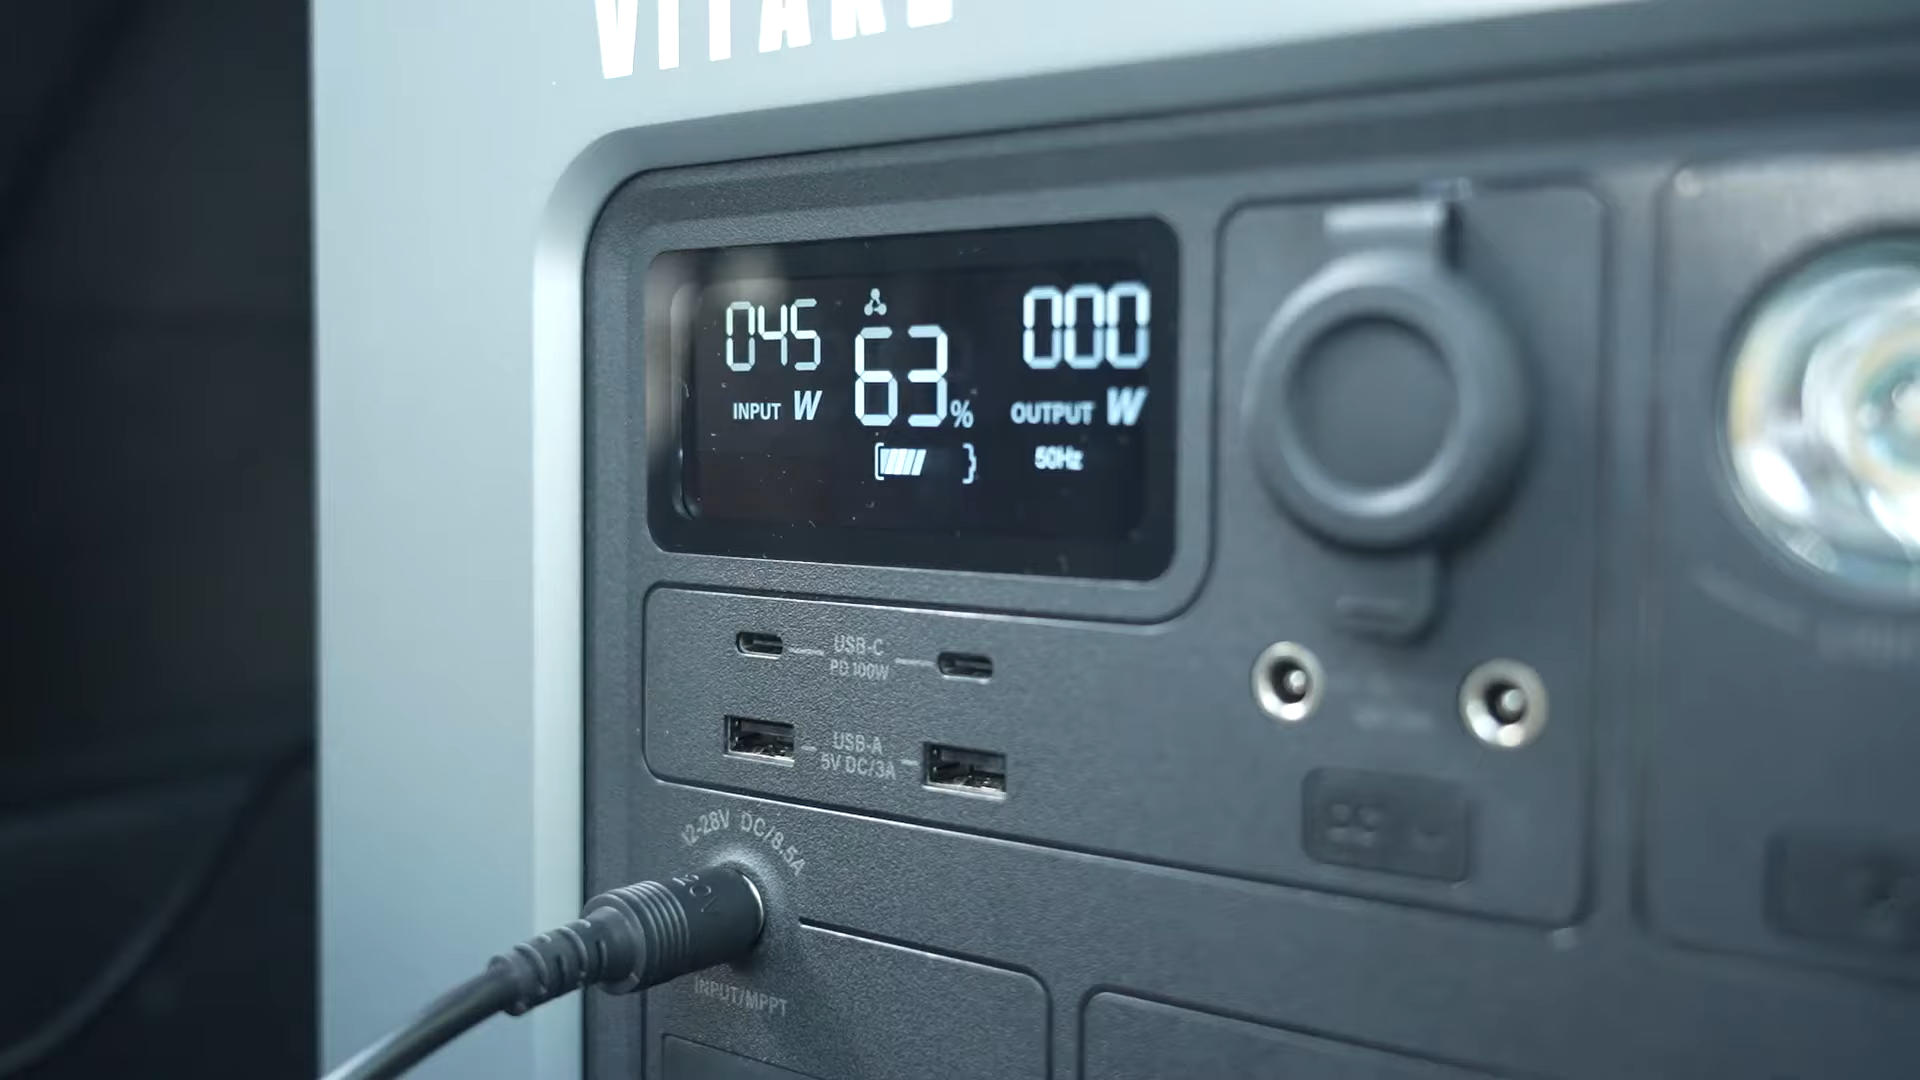 045
INPUT W
63%
000
OUTPUT W
50Hz
USB-C
PD 100W
USB-A
5V DC/3A
12-28V DC/8.5A
INPUT/MPPT